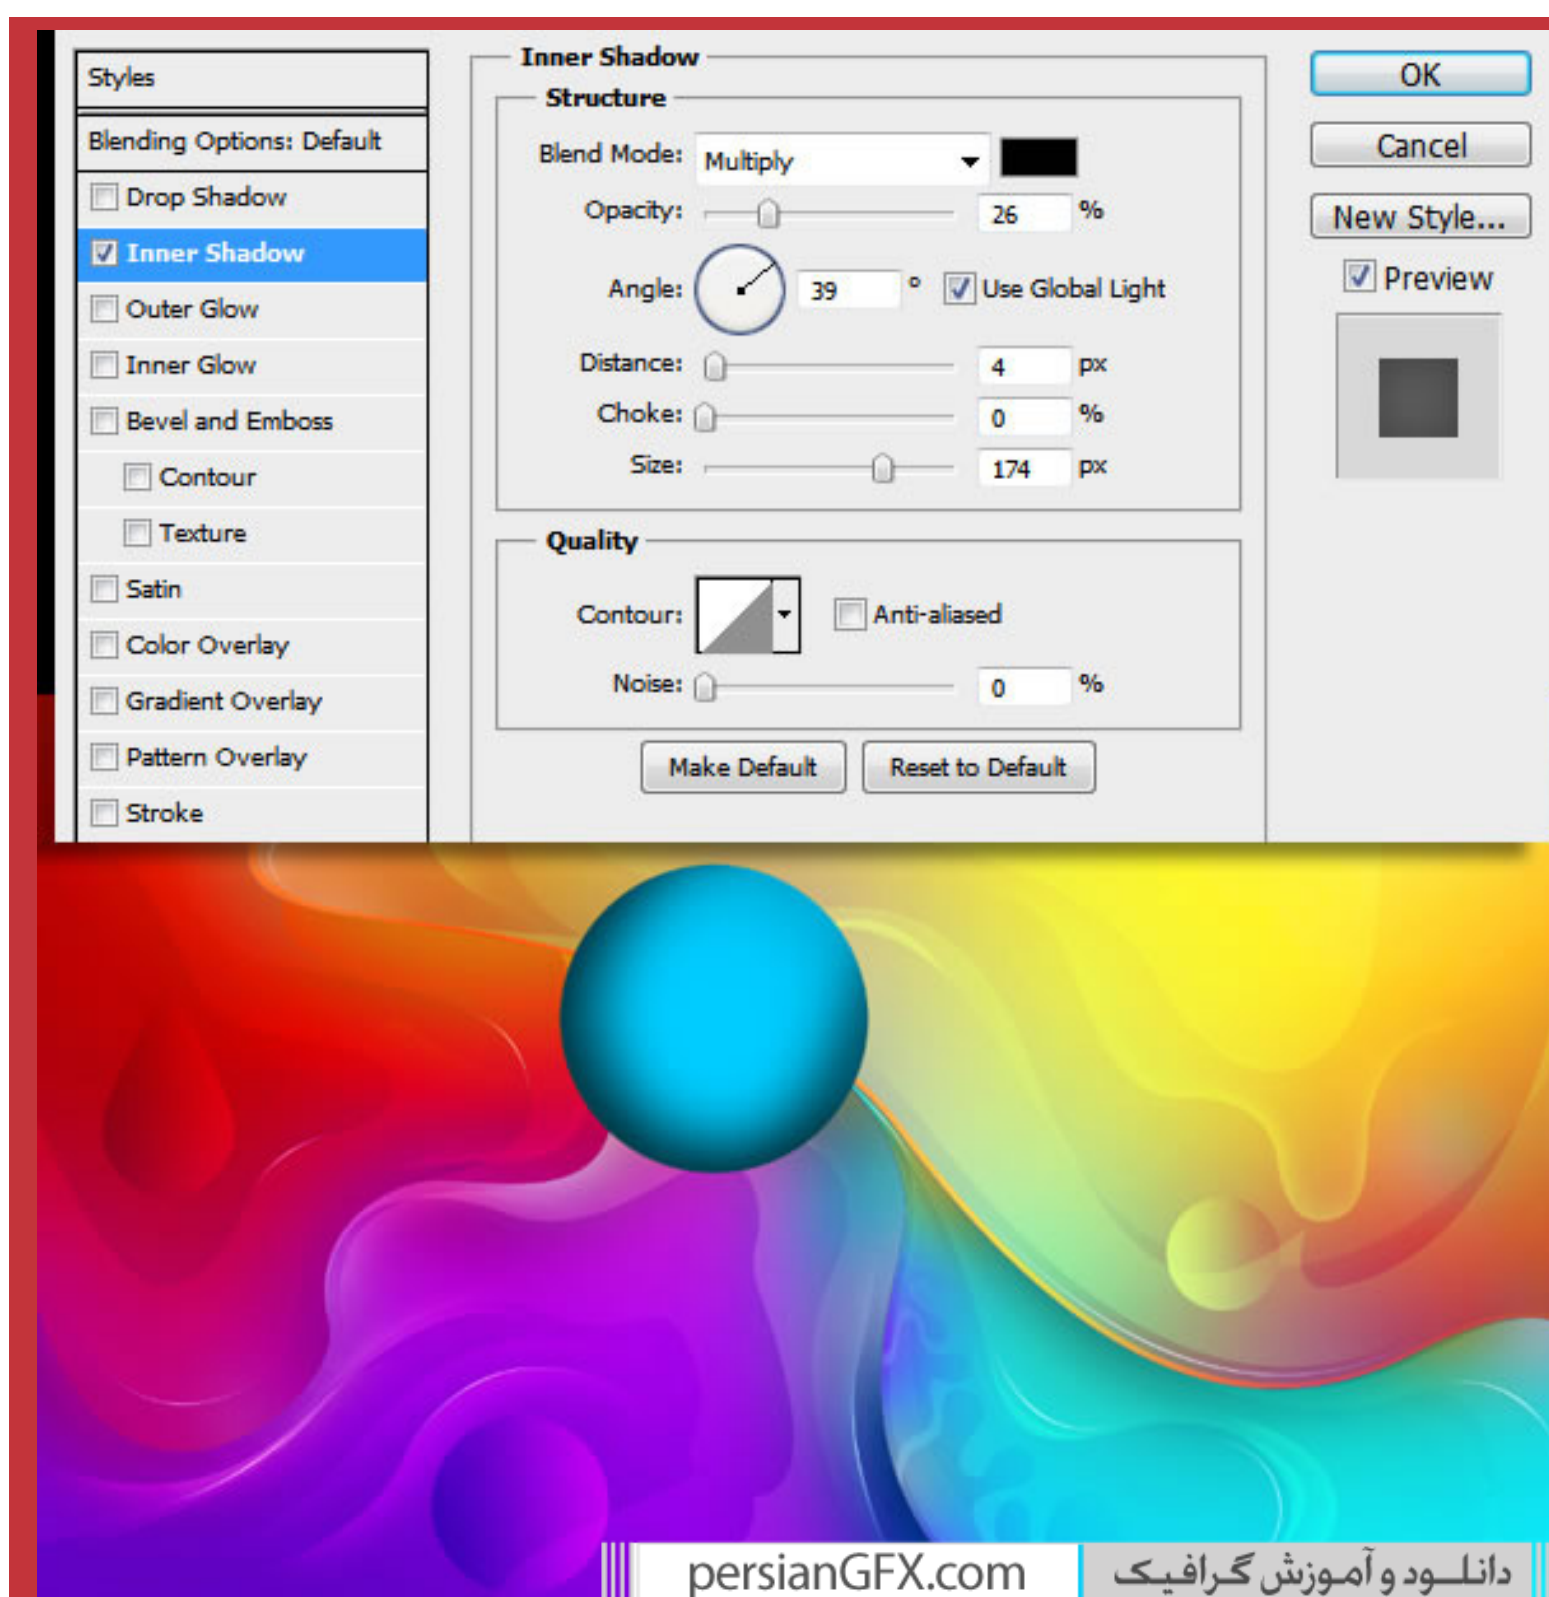 Styles
Blending Options: Default
Drop Shadow
Inner Shadow
Outer Glow
Inner Glow
Bevel and Emboss
Contour
Texture
Satin
Color Overlay
Gradient Overlay
Pattern Overlay
Stroke
Inner Shadow
Structure
Blend Mode: Multiply
Opacity: 26 %
Angle: 39 ° Use Global Light
Distance: 4 px
Choke: 0 %
Size: 174 px
Quality
Contour: Anti-aliased
Noise: 0 %
Make Default Reset to Default
OK
Cancel
New Style...
Preview
persianGFX.com
دانلــود و آموزش گرافیک